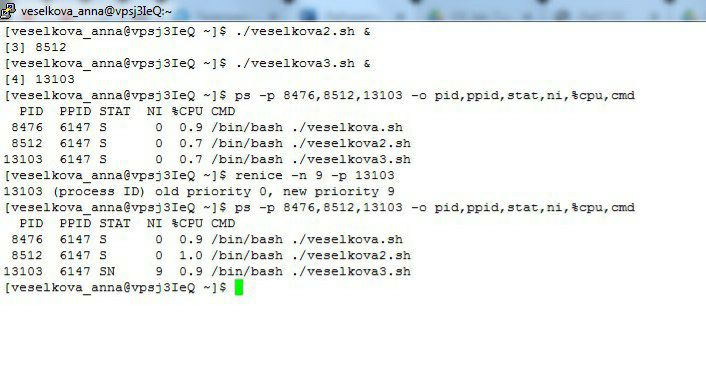 veselkova_anna@vpsj3IeQ:~
[veselkova_anna@vpsj3IeQ ~]$ ./veselkova2.sh &
[3] 8512
[veselkova_anna@vpsj3IeQ ~]$ ./veselkova3.sh &
[4] 13103
[veselkova_anna@vpsj3IeQ ~]$ ps -p 8476,8512,13103 -o pid,ppid,stat,ni,%cpu,cmd
  PID  PPID STAT  NI %CPU CMD
 8476  6147 S      0  0.9 /bin/bash ./veselkova.sh
 8512  6147 S      0  0.7 /bin/bash ./veselkova2.sh
13103  6147 S      0  0.7 /bin/bash ./veselkova3.sh
[veselkova_anna@vpsj3IeQ ~]$ renice -n 9 -p 13103
13103 (process ID) old priority 0, new priority 9
[veselkova_anna@vpsj3IeQ ~]$ ps -p 8476,8512,13103 -o pid,ppid,stat,ni,%cpu,cmd
  PID  PPID STAT  NI %CPU CMD
 8476  6147 S      0  0.9 /bin/bash ./veselkova.sh
 8512  6147 S      0  1.0 /bin/bash ./veselkova2.sh
13103  6147 SN     9  0.9 /bin/bash ./veselkova3.sh
[veselkova_anna@vpsj3IeQ ~]$